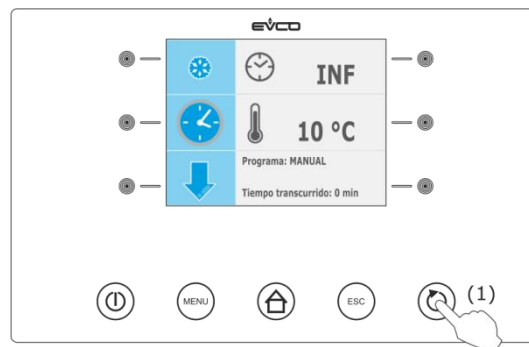 EVCO
INF
10 °C
Programa: MANUAL
Tiempo transcurrido: 0 min
MENU
ESC
(1)